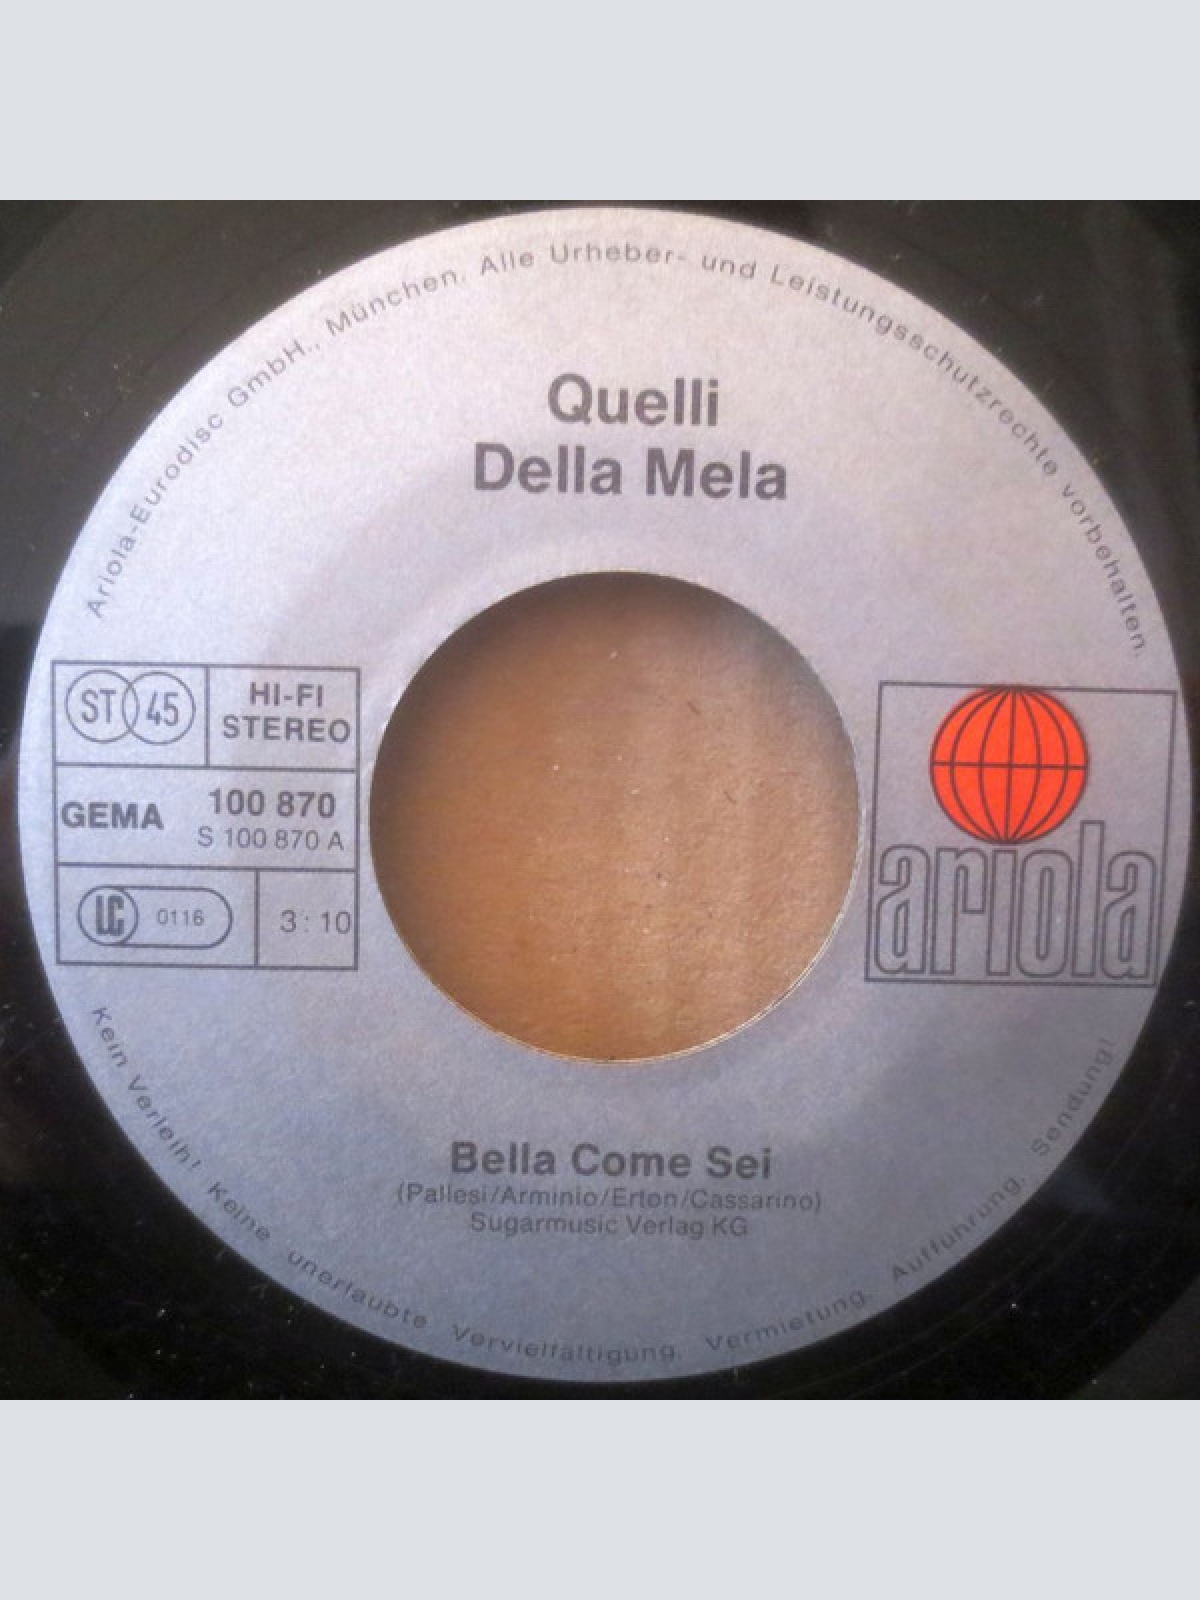 Ariola-Eurodisc GmbH., München. Alle Urheber- und Leistungsschutzrechte vorbehalten.
Quelli
Della Mela
ST 45
HI-FI
STEREO
GEMA
100 870
S 100 870 A
LC 0116
3:10
ariola
Bella Come Sei
(Pallesi/Arminio/Erton/Cassarino)
Sugarmusic Verlag KG
Kein Verleih! Keine unerlaubte Vervielfältigung, Vermietung, Aufführung, Sendung!